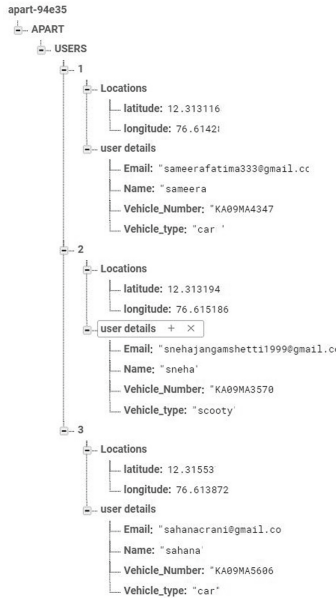 apart-94e35
APART
USERS
1
Locations
latitude: 12.313116
longitude: 76.6142
user details
Email: "sameerafatima333@gmail.cc
Name: "sameera
Vehicle_Number: "KA09MA4347
Vehicle_type: "car '
2
Locations
latitude: 12.313194
longitude: 76.615186
user details + ×
Email: "snehajangamshetti1999@gmail.c
Name: "sneha'
Vehicle_Number: "KA09MA3570
Vehicle_type: "scooty'
3
Locations
latitude: 12.31553
longitude: 76.613872
user details
Email: "sahanacrani@gmail.co
Name: "sahana'
Vehicle_Number: "KA09MA5606
Vehicle_type: "car"